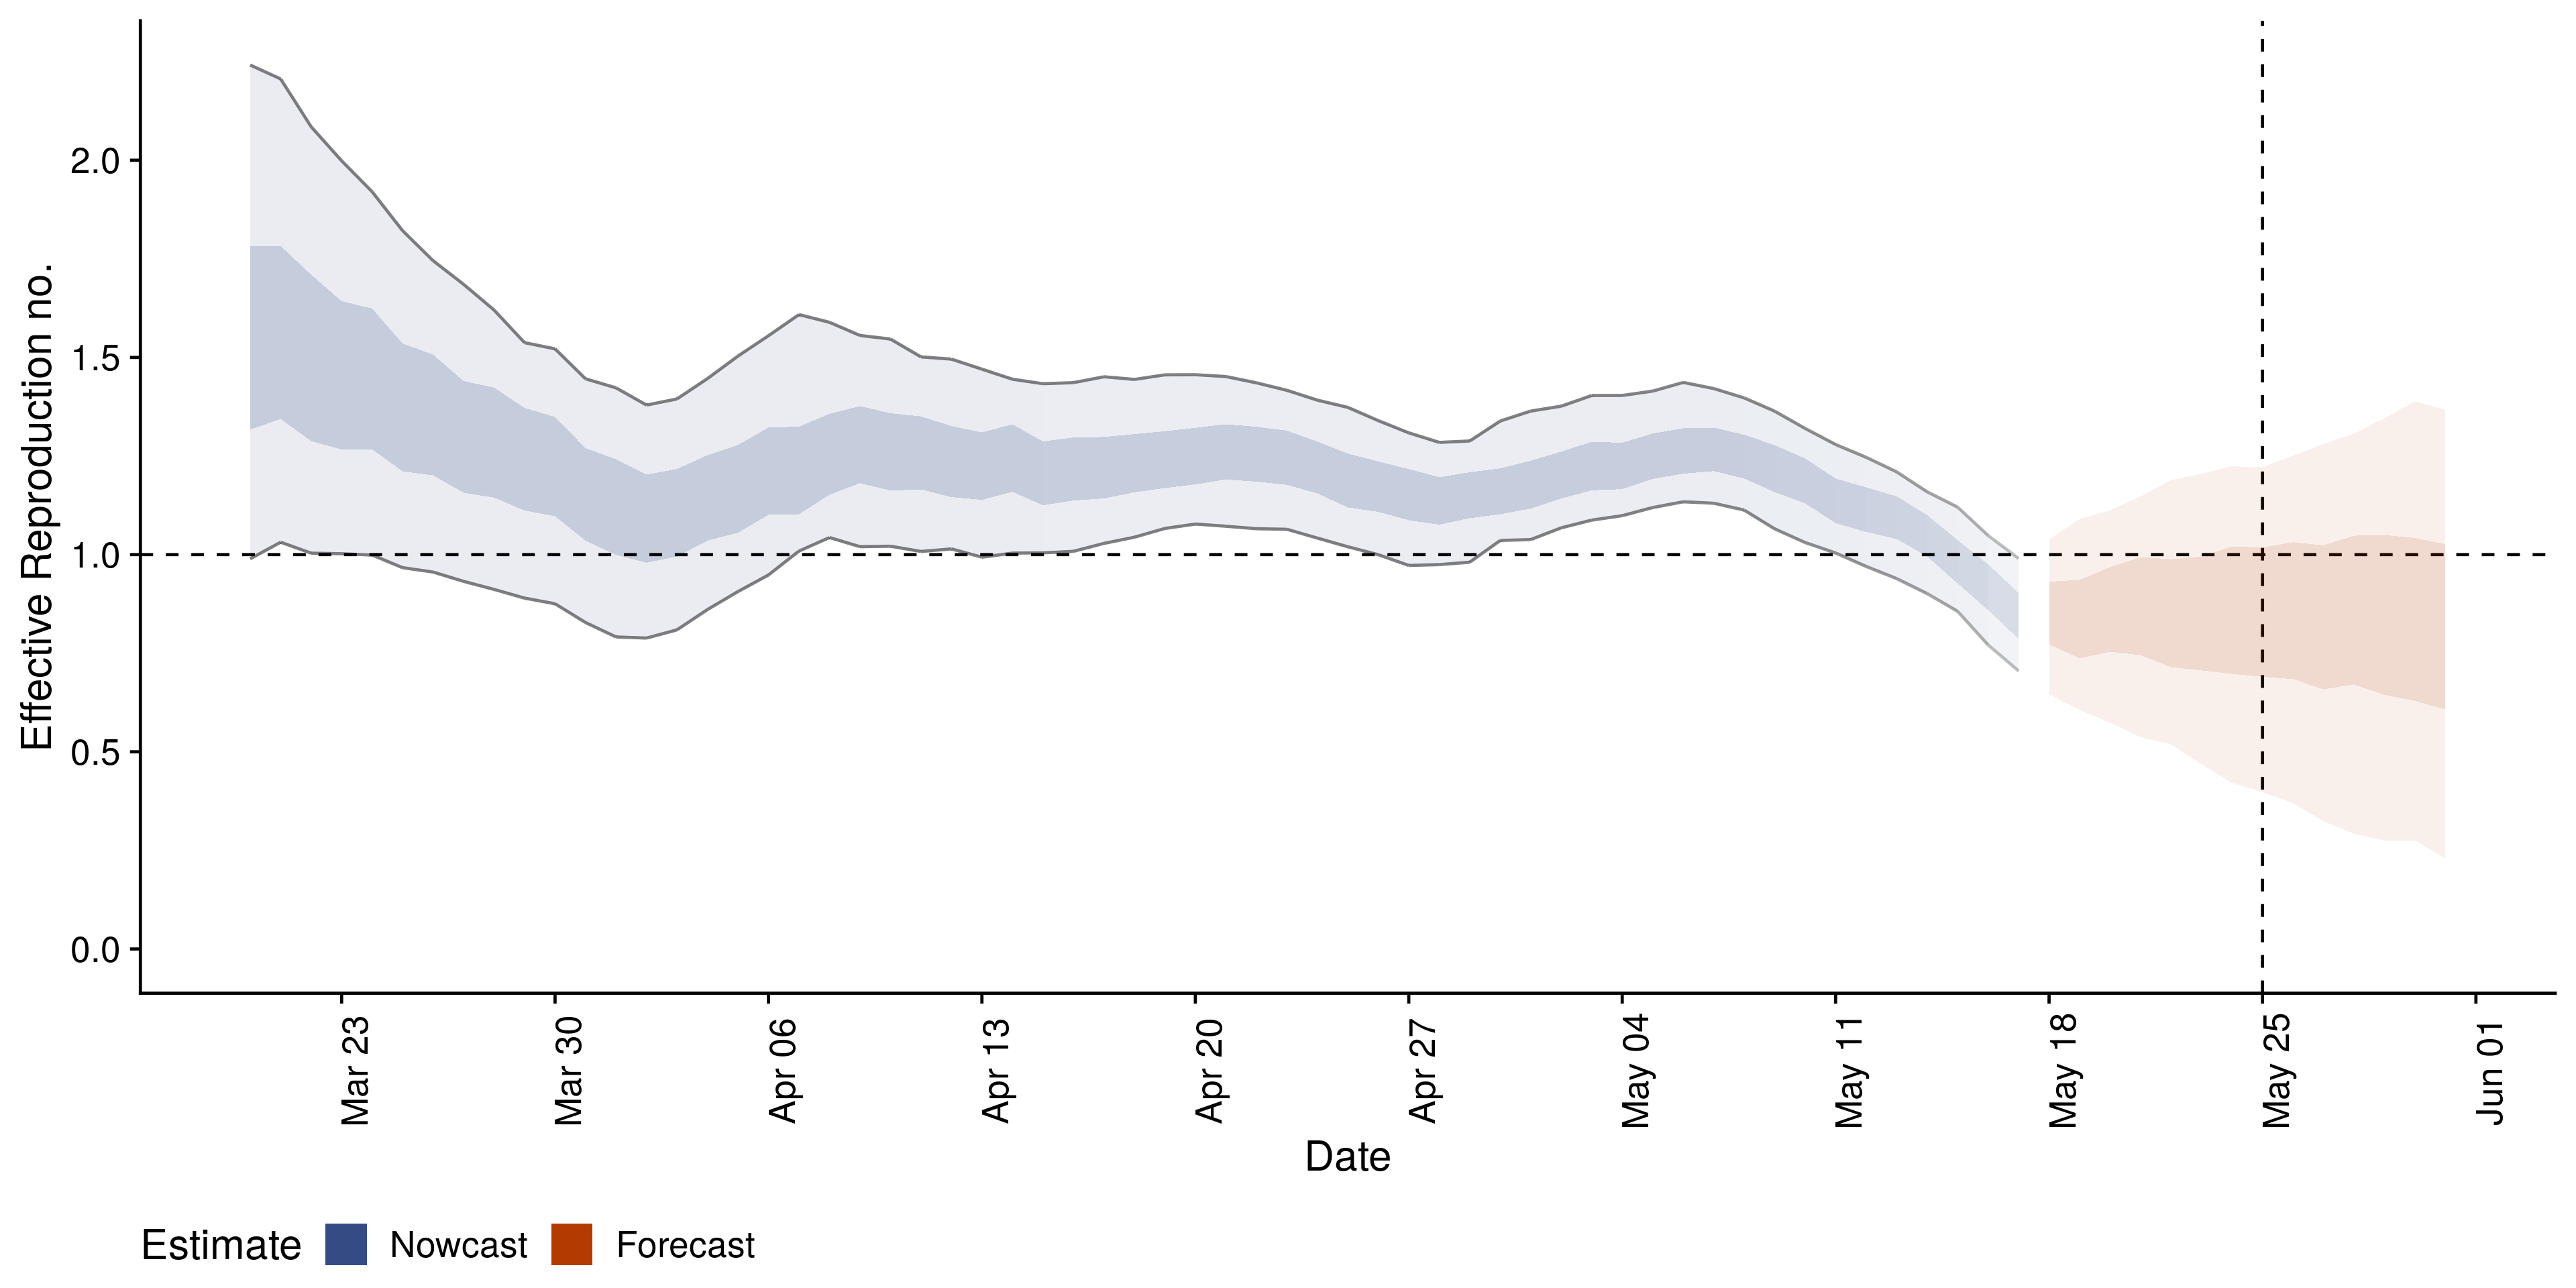 Effective Reproduction no.
2.0
1.5
1.0
0.5
0.0
Mar 23
Mar 30
Apr 06
Apr 13
Apr 20
Apr 27
May 04
May 11
May 18
May 25
Jun 01
Date
Estimate Nowcast Forecast